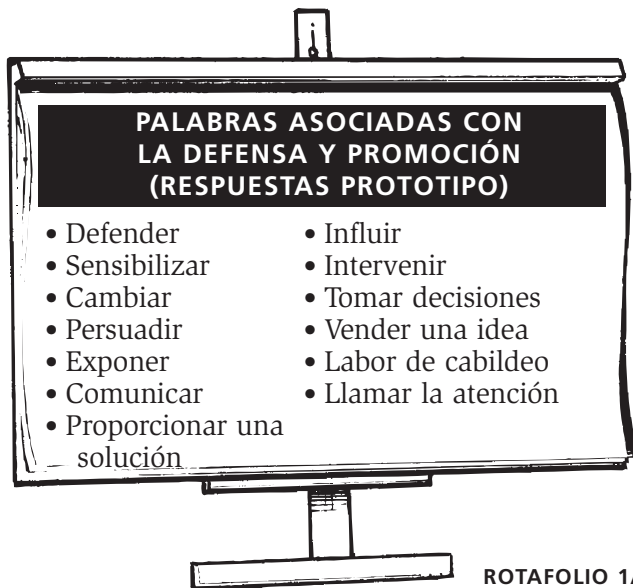 PALABRAS ASOCIADAS CON
LA DEFENSA Y PROMOCIÓN
(RESPUESTAS PROTOTIPO)
• Defender
• Sensibilizar
• Cambiar
• Persuadir
• Exponer
• Comunicar
• Proporcionar una
solución
• Influir
• Intervenir
• Tomar decisiones
• Vender una idea
• Labor de cabildeo
• Llamar la atención
ROTAFOLIO